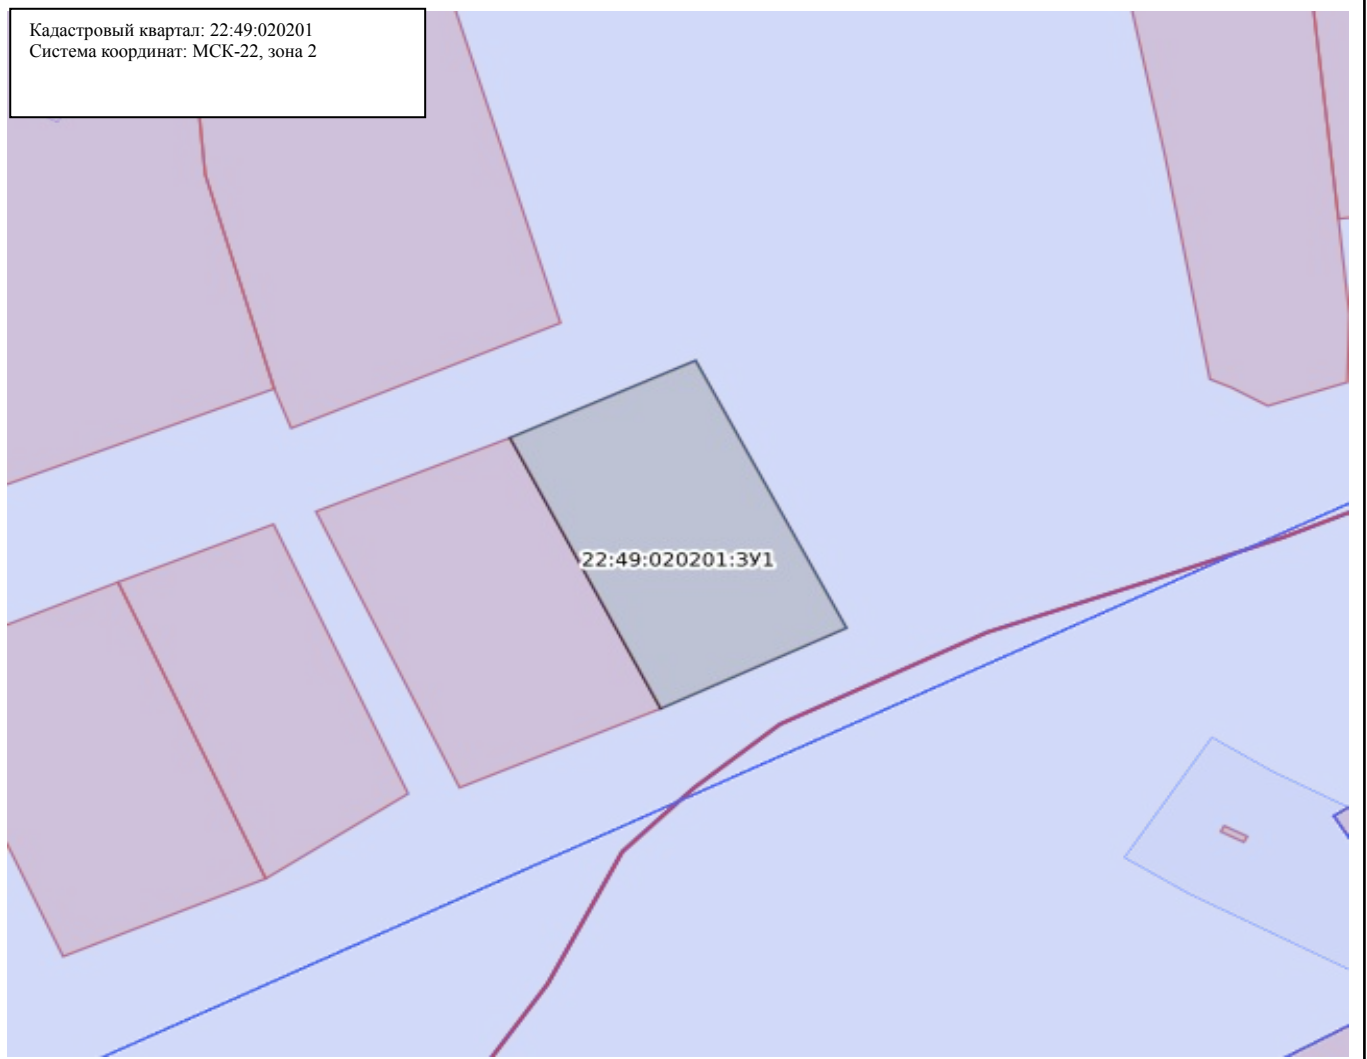 Кадастровый квартал: 22:49:020201
Система координат: МСК-22, зона 2
22:49:020201:ЗУ1